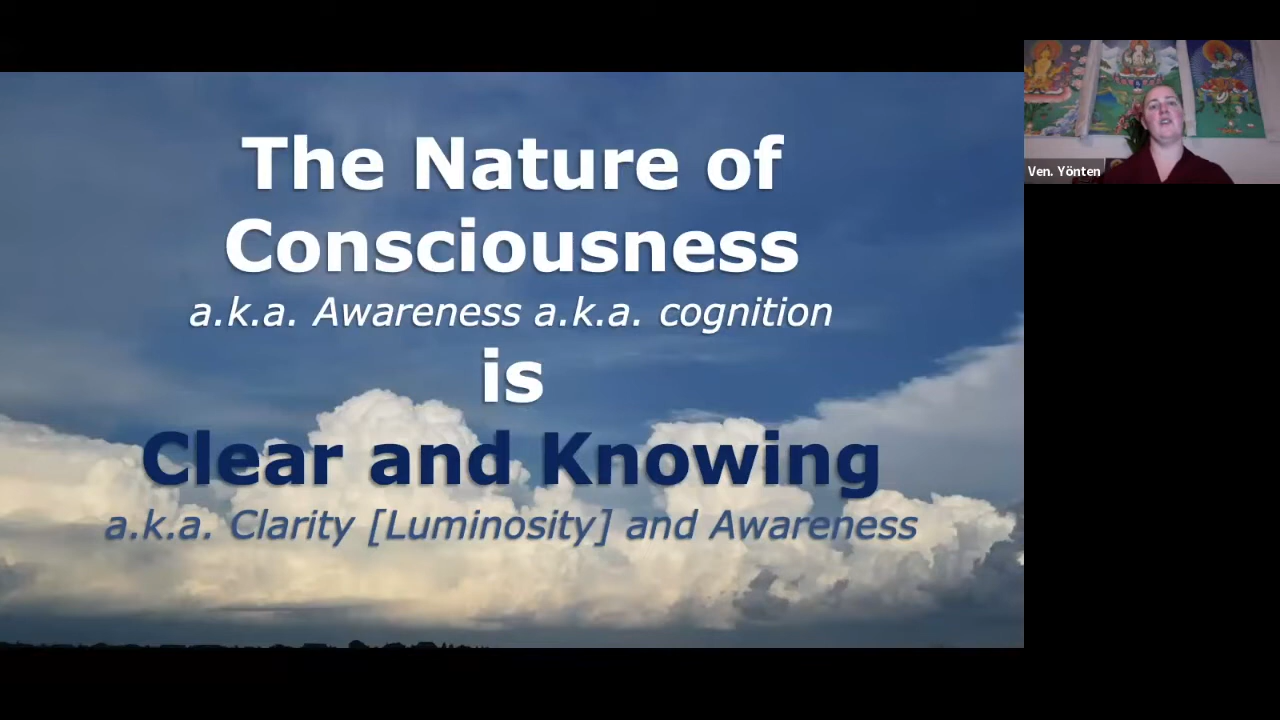 The Nature of
Consciousness
a.k.a. Awareness a.k.a. cognition
is
Clear and Knowing
a.k.a. Clarity [Luminosity] and Awareness
Ven. Yönten